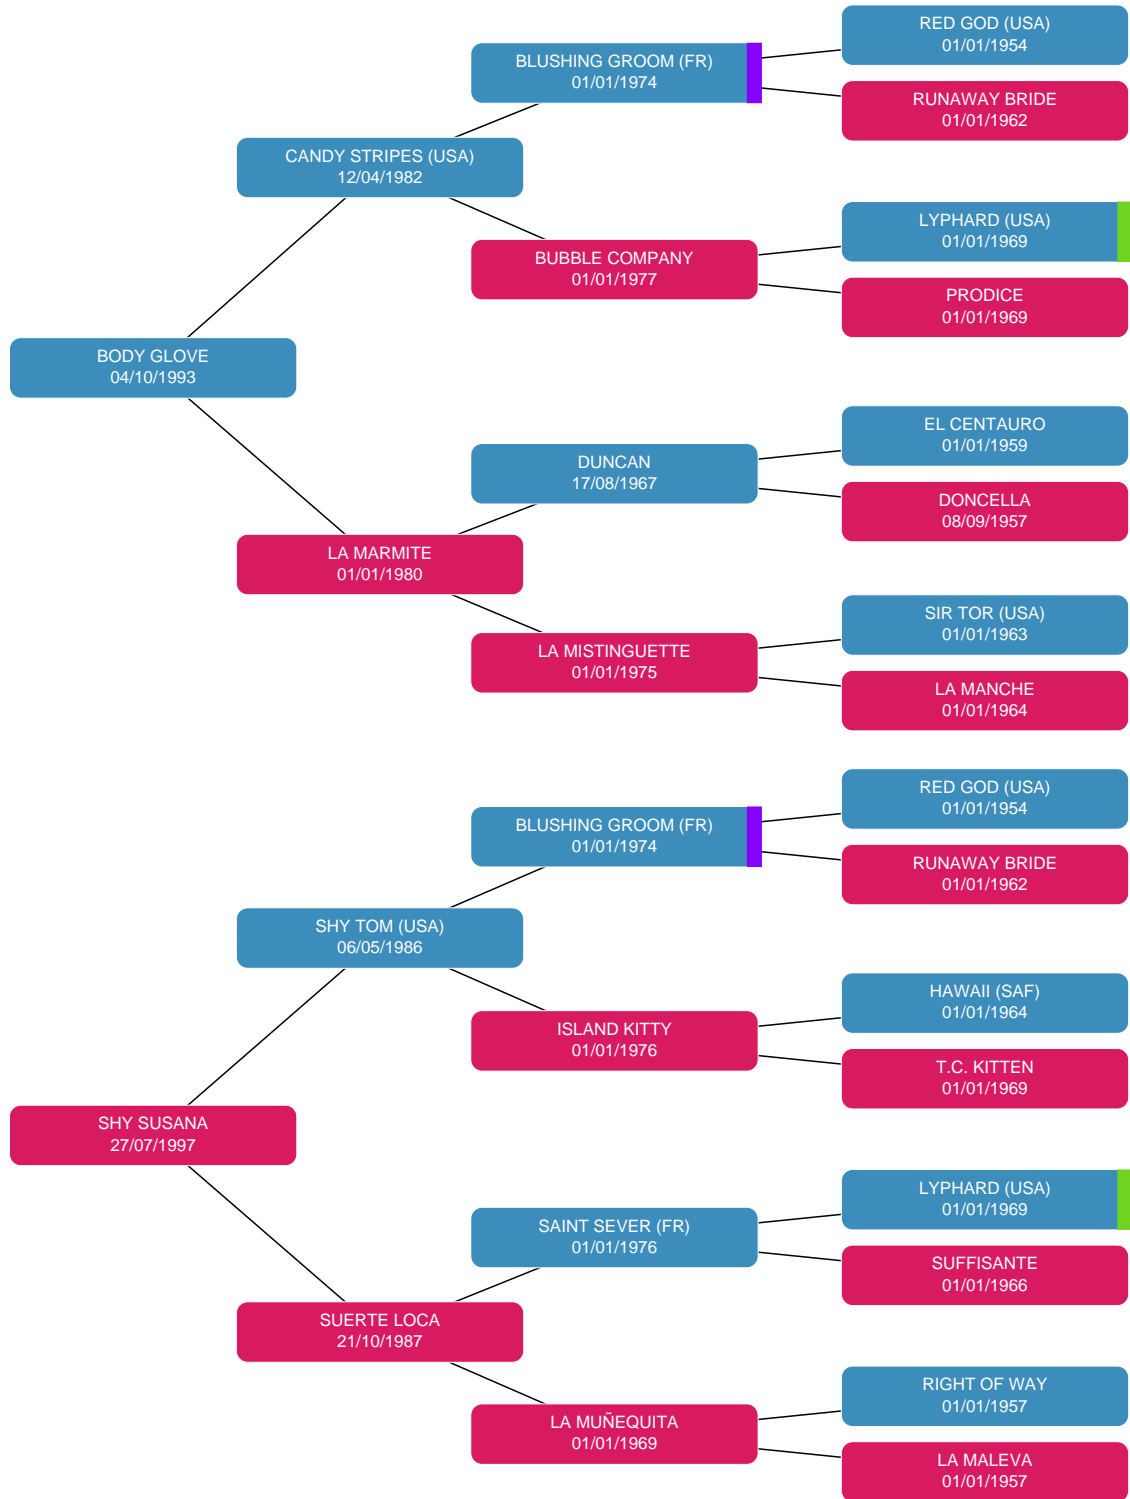 RED GOD (USA)
01/01/1954
BLUSHING GROOM (FR)
01/01/1974
RUNAWAY BRIDE
01/01/1962
CANDY STRIPES (USA)
12/04/1982
LYPHARD (USA)
01/01/1969
BUBBLE COMPANY
01/01/1977
PRODICE
01/01/1969
BODY GLOVE
04/10/1993
EL CENTAURO
01/01/1959
DUNCAN
17/08/1967
DONCELLA
08/09/1957
LA MARMITE
01/01/1980
SIR TOR (USA)
01/01/1963
LA MISTINGUETTE
01/01/1975
LA MANCHE
01/01/1964
RED GOD (USA)
01/01/1954
BLUSHING GROOM (FR)
01/01/1974
RUNAWAY BRIDE
01/01/1962
SHY TOM (USA)
06/05/1986
HAWAII (SAF)
01/01/1964
ISLAND KITTY
01/01/1976
T.C. KITTEN
01/01/1969
SHY SUSANA
27/07/1997
LYPHARD (USA)
01/01/1969
SAINT SEVER (FR)
01/01/1976
SUFFISANTE
01/01/1966
SUERTE LOCA
21/10/1987
RIGHT OF WAY
01/01/1957
LA MUÑEQUITA
01/01/1969
LA MALEVA
01/01/1957